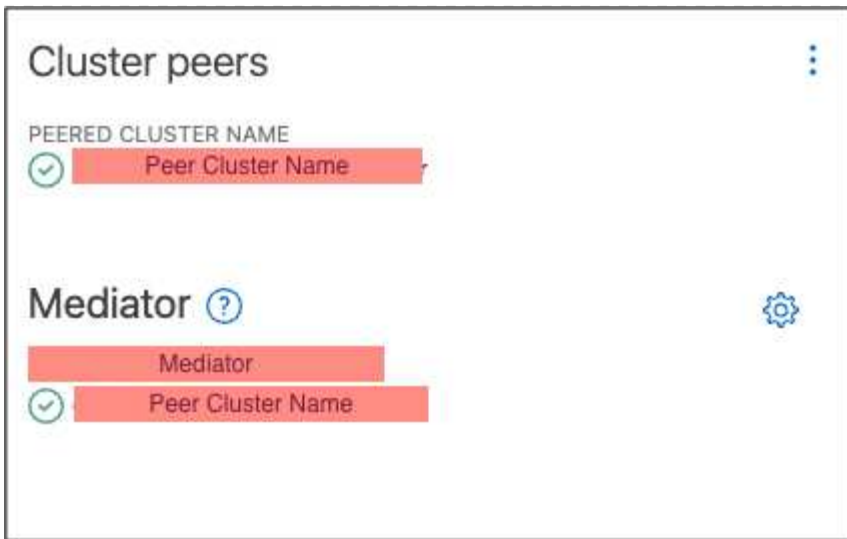 Cluster peers
PEERED CLUSTER NAME
Peer Cluster Name
Mediator ?
Mediator
Peer Cluster Name